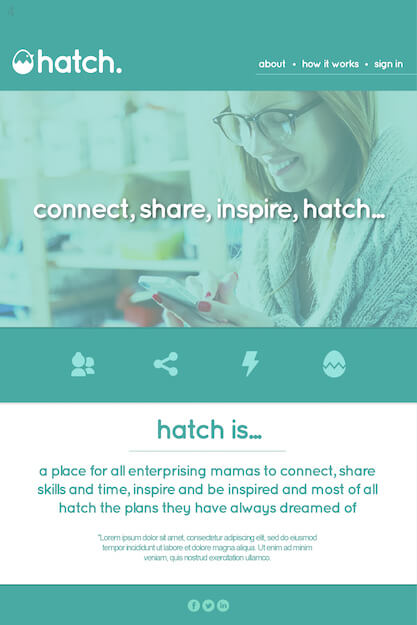 4
hatch.
about • how it works • sign in
connect, share, inspire, hatch...
hatch is...
a place for all enterprising mamas to connect, share
skills and time, inspire and be inspired and most of all
hatch the plans they have always dreamed of
"Lorem ipsum dolor sit amet, consectetur adipiscing elit, sed do eiusmod
tempor incididunt ut labore et dolore magna aliqua. Ut enim ad minim
veniam, quis nostrud exercitation ullamco.
f in